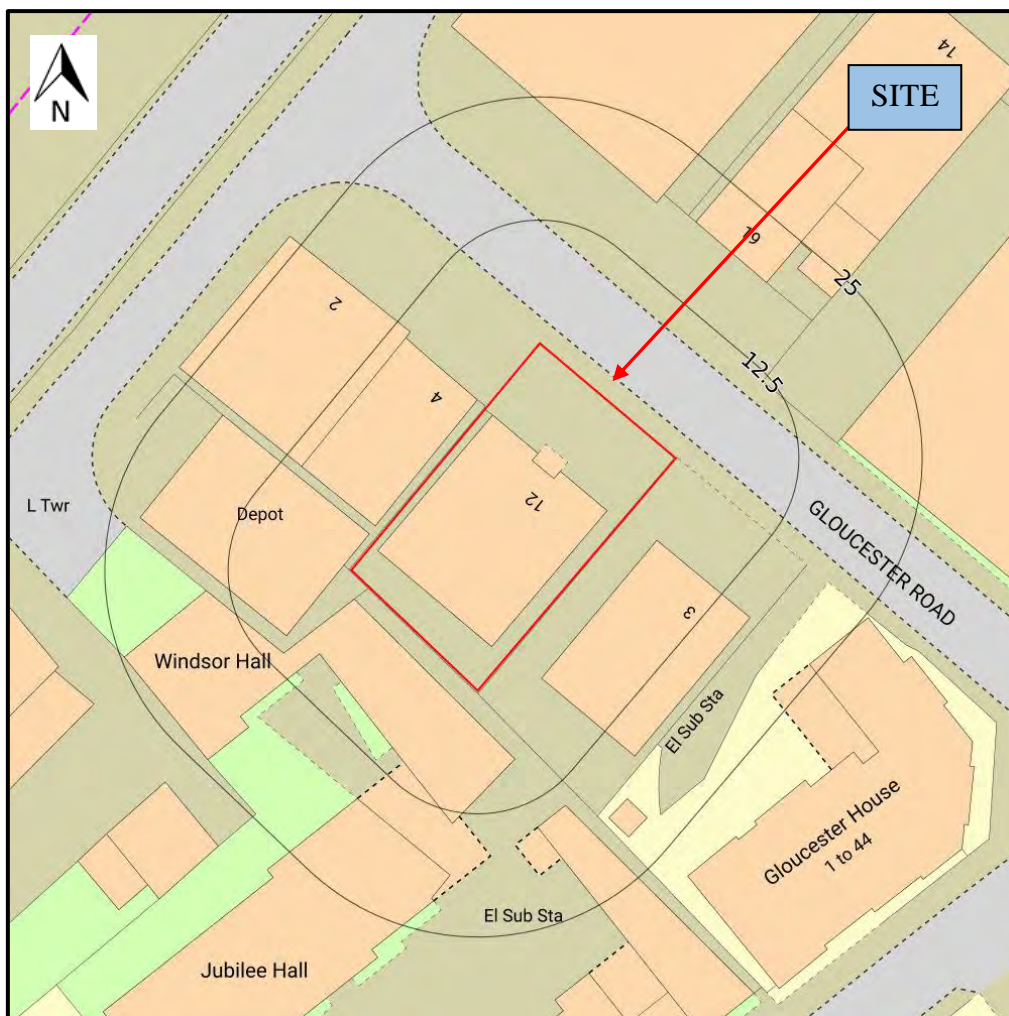 N
14
SITE
19
25
2
12.5
4
12
L Twr
Depot
GLOUCESTER ROAD
3
Windsor Hall
El Sub Sta
Gloucester House
1 to 44
El Sub Sta
Jubilee Hall